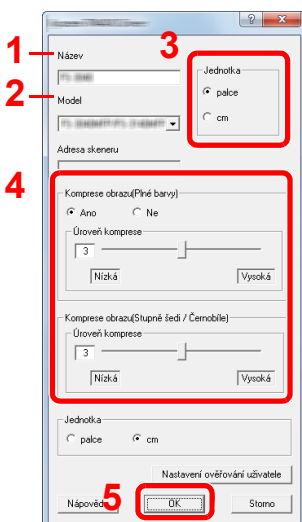 1
Název
3
Jednotka
palce
cm
2
Model
Adresa skeneru
4
Komprese obrazu(Plné barvy)
Ano
Ne
Úroveň komprese
3
Nízká
Vysoká
Komprese obrazu(Stupně šedi / Černobíle)
Úroveň komprese
3
Nízká
Vysoká
Jednotka
palce
cm
Nastavení ověřování uživatele
5
OK
Storno